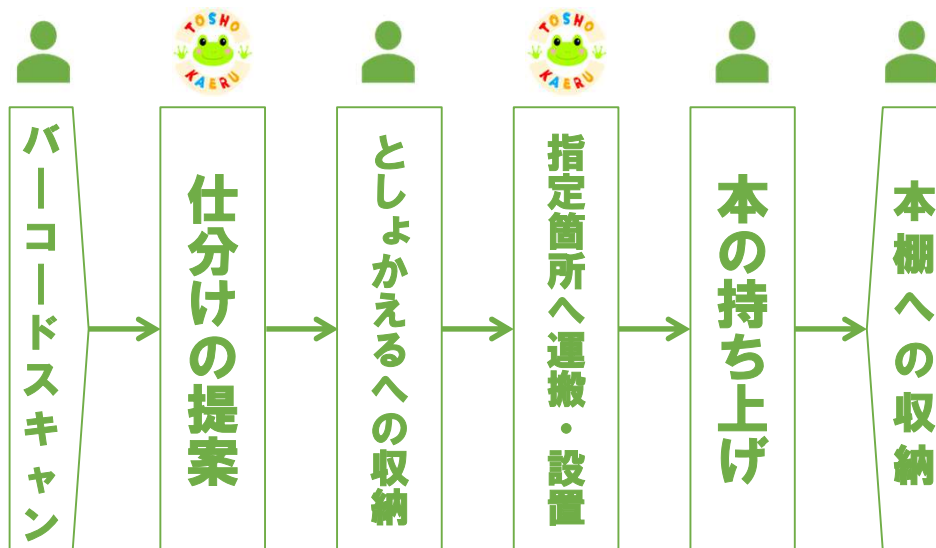 TOSHO
KAERU
TOSHO
KAERU
バーコードスキャン
仕分けの提案
としょかえるへの収納
指定箇所へ運搬・設置
本の持ち上げ
本棚への収納